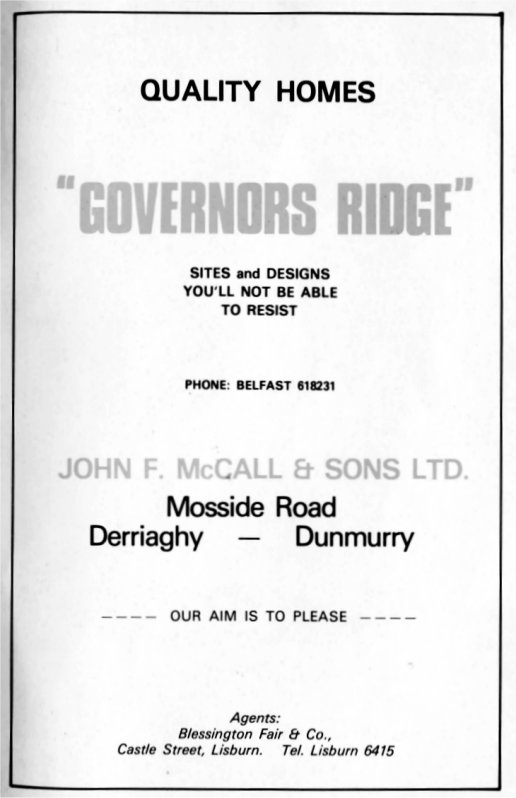 QUALITY HOMES
"GOVERNORS RIDGE"
SITES and DESIGNS
YOU'LL NOT BE ABLE
TO RESIST
PHONE: BELFAST 618231
JOHN F. McCALL & SONS LTD.
Mosside Road
Derriaghy — Dunmurry
---- OUR AIM IS TO PLEASE ----
Agents:
Blessington Fair & Co.,
Castle Street, Lisburn. Tel. Lisburn 6415